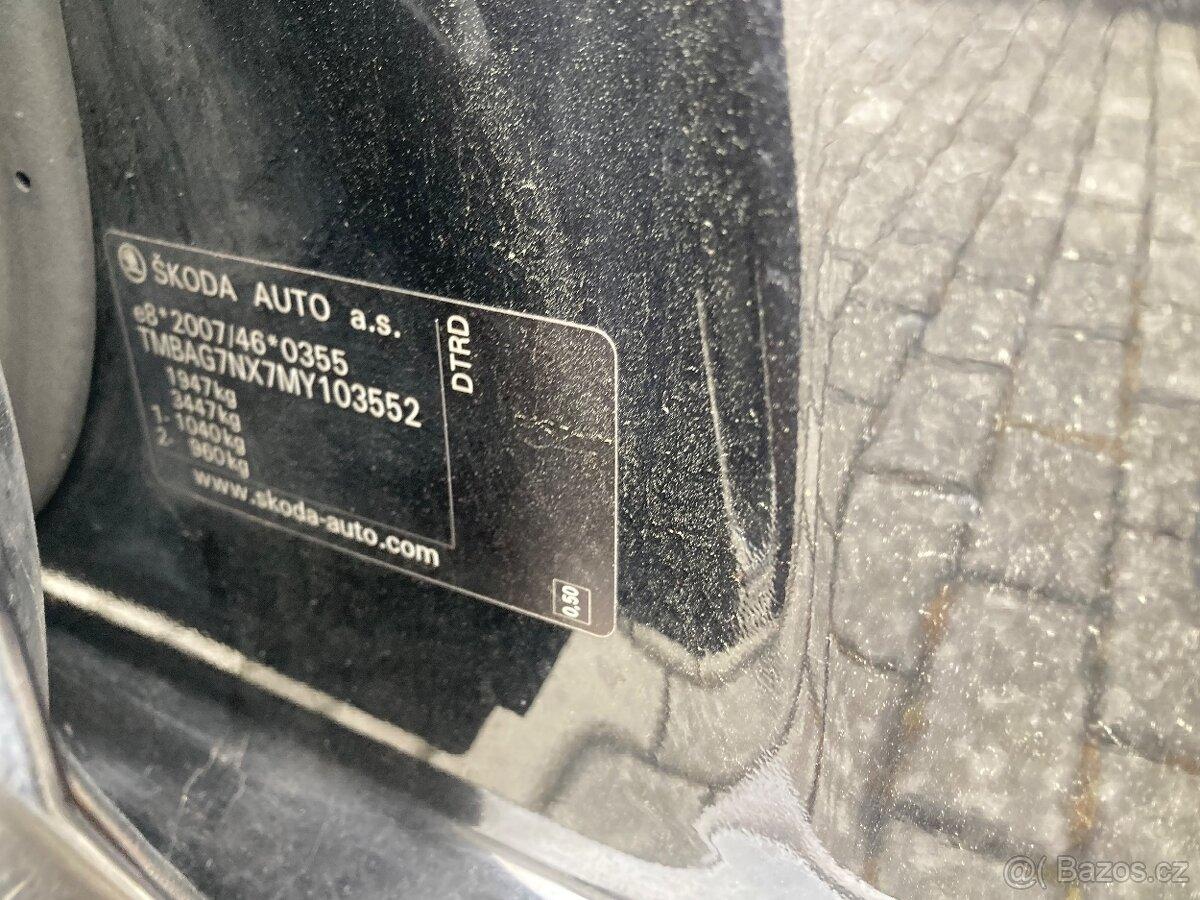 ŠKODA AUTO a.s.
e8*2007/46*0355
TMBAG7NX7MY103552
1947kg
3447kg
1. 1040kg
2. 960kg
www.skoda-auto.com
DTRD
0.50
Bazos.cz